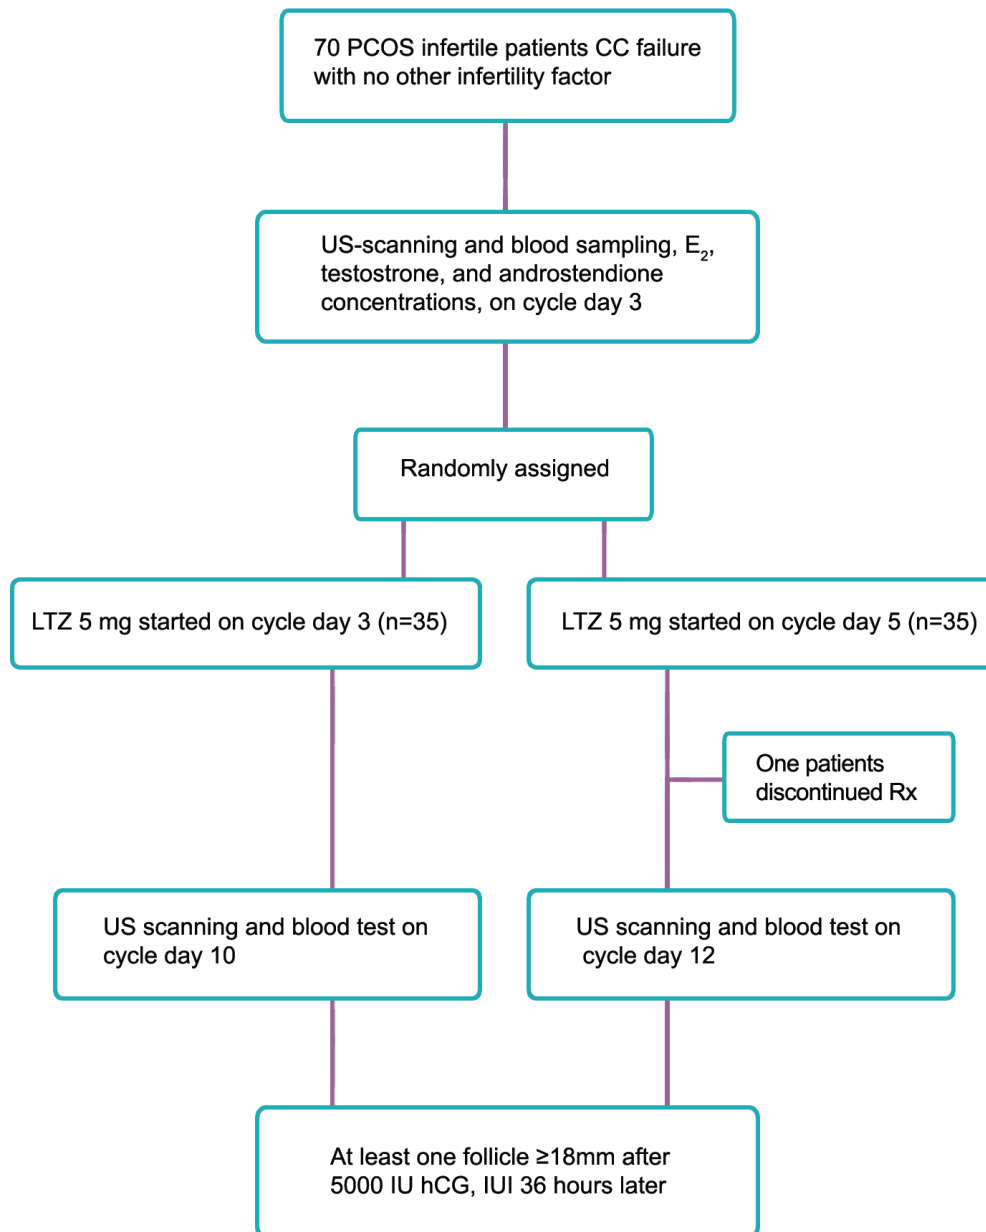 70 PCOS infertile patients CC failure
with no other infertility factor
US-scanning and blood sampling, E₂,
testostrone, and androstendione
concentrations, on cycle day 3
Randomly assigned
LTZ 5 mg started on cycle day 3 (n=35)
LTZ 5 mg started on cycle day 5 (n=35)
One patients
discontinued Rx
US scanning and blood test on
cycle day 10
US scanning and blood test on
cycle day 12
At least one follicle ≥18mm after
5000 IU hCG, IUI 36 hours later